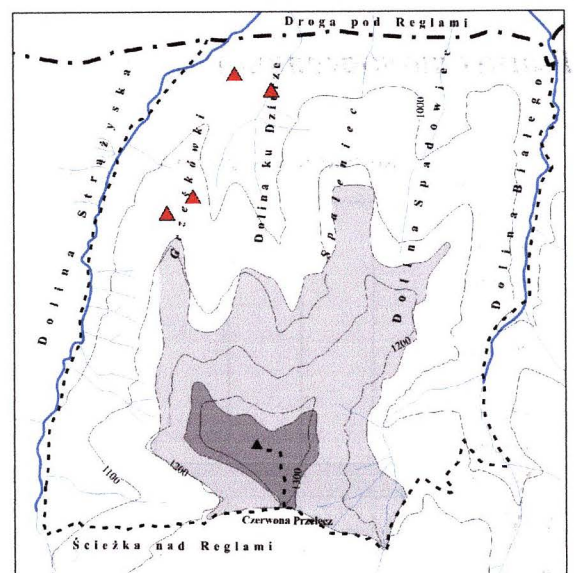 Droga pod Reglami
Dolina Strążyska
Grześkówki
Dolina ku Dziurze
Spaleniec
1000
Dolina Spadowiec
Dolina Białego
1200
1100
1200
1300
Czerwona Przełęcz
Ścieżka nad Reglami